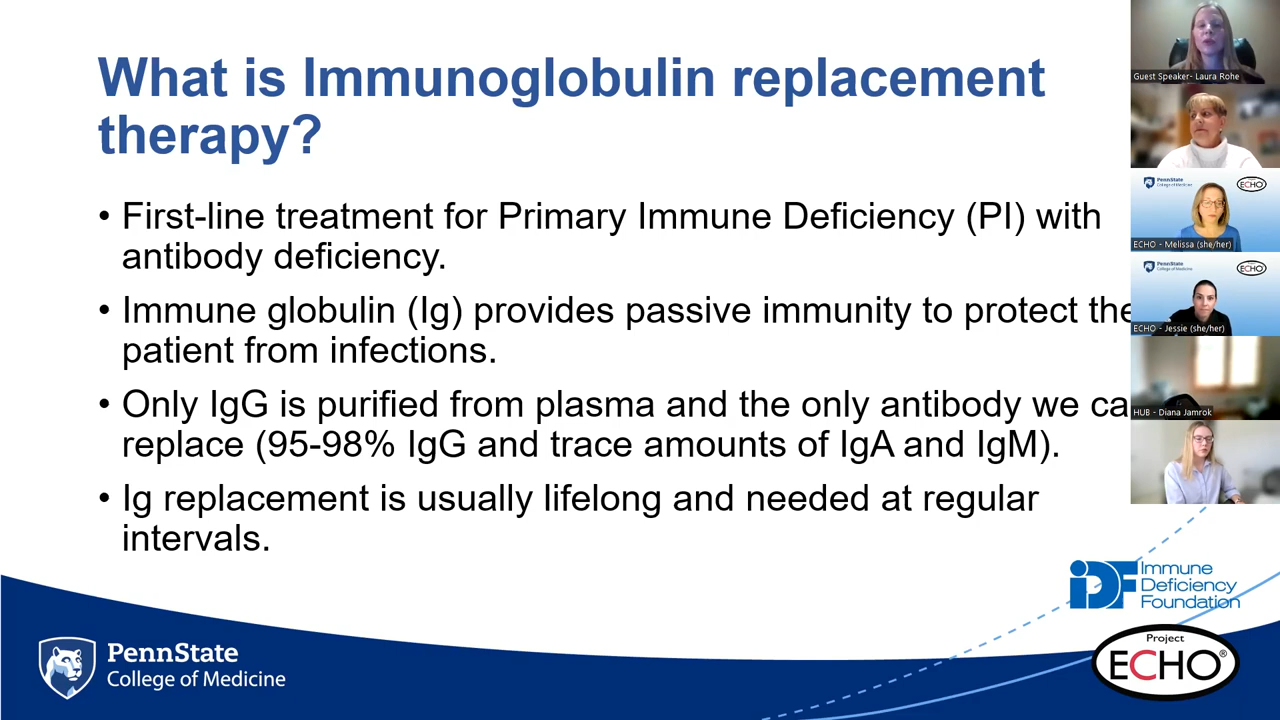 What is Immunoglobulin replacement
therapy?
• First-line treatment for Primary Immune Deficiency (PI) with
antibody deficiency.
• Immune globulin (Ig) provides passive immunity to protect the
patient from infections.
• Only IgG is purified from plasma and the only antibody we ca
replace (95-98% IgG and trace amounts of IgA and IgM).
• Ig replacement is usually lifelong and needed at regular
intervals.
PennState
College of Medicine
iDF Immune
Deficiency
Foundation
Project
ECHO®
Guest Speaker- Laura Rohe
PennState
College of Medicine
ECHO
ECHO - Melissa (she/her)
PennState
College of Medicine
ECHO
ECHO - Jessie (she/her)
HUB - Diana Jamrok